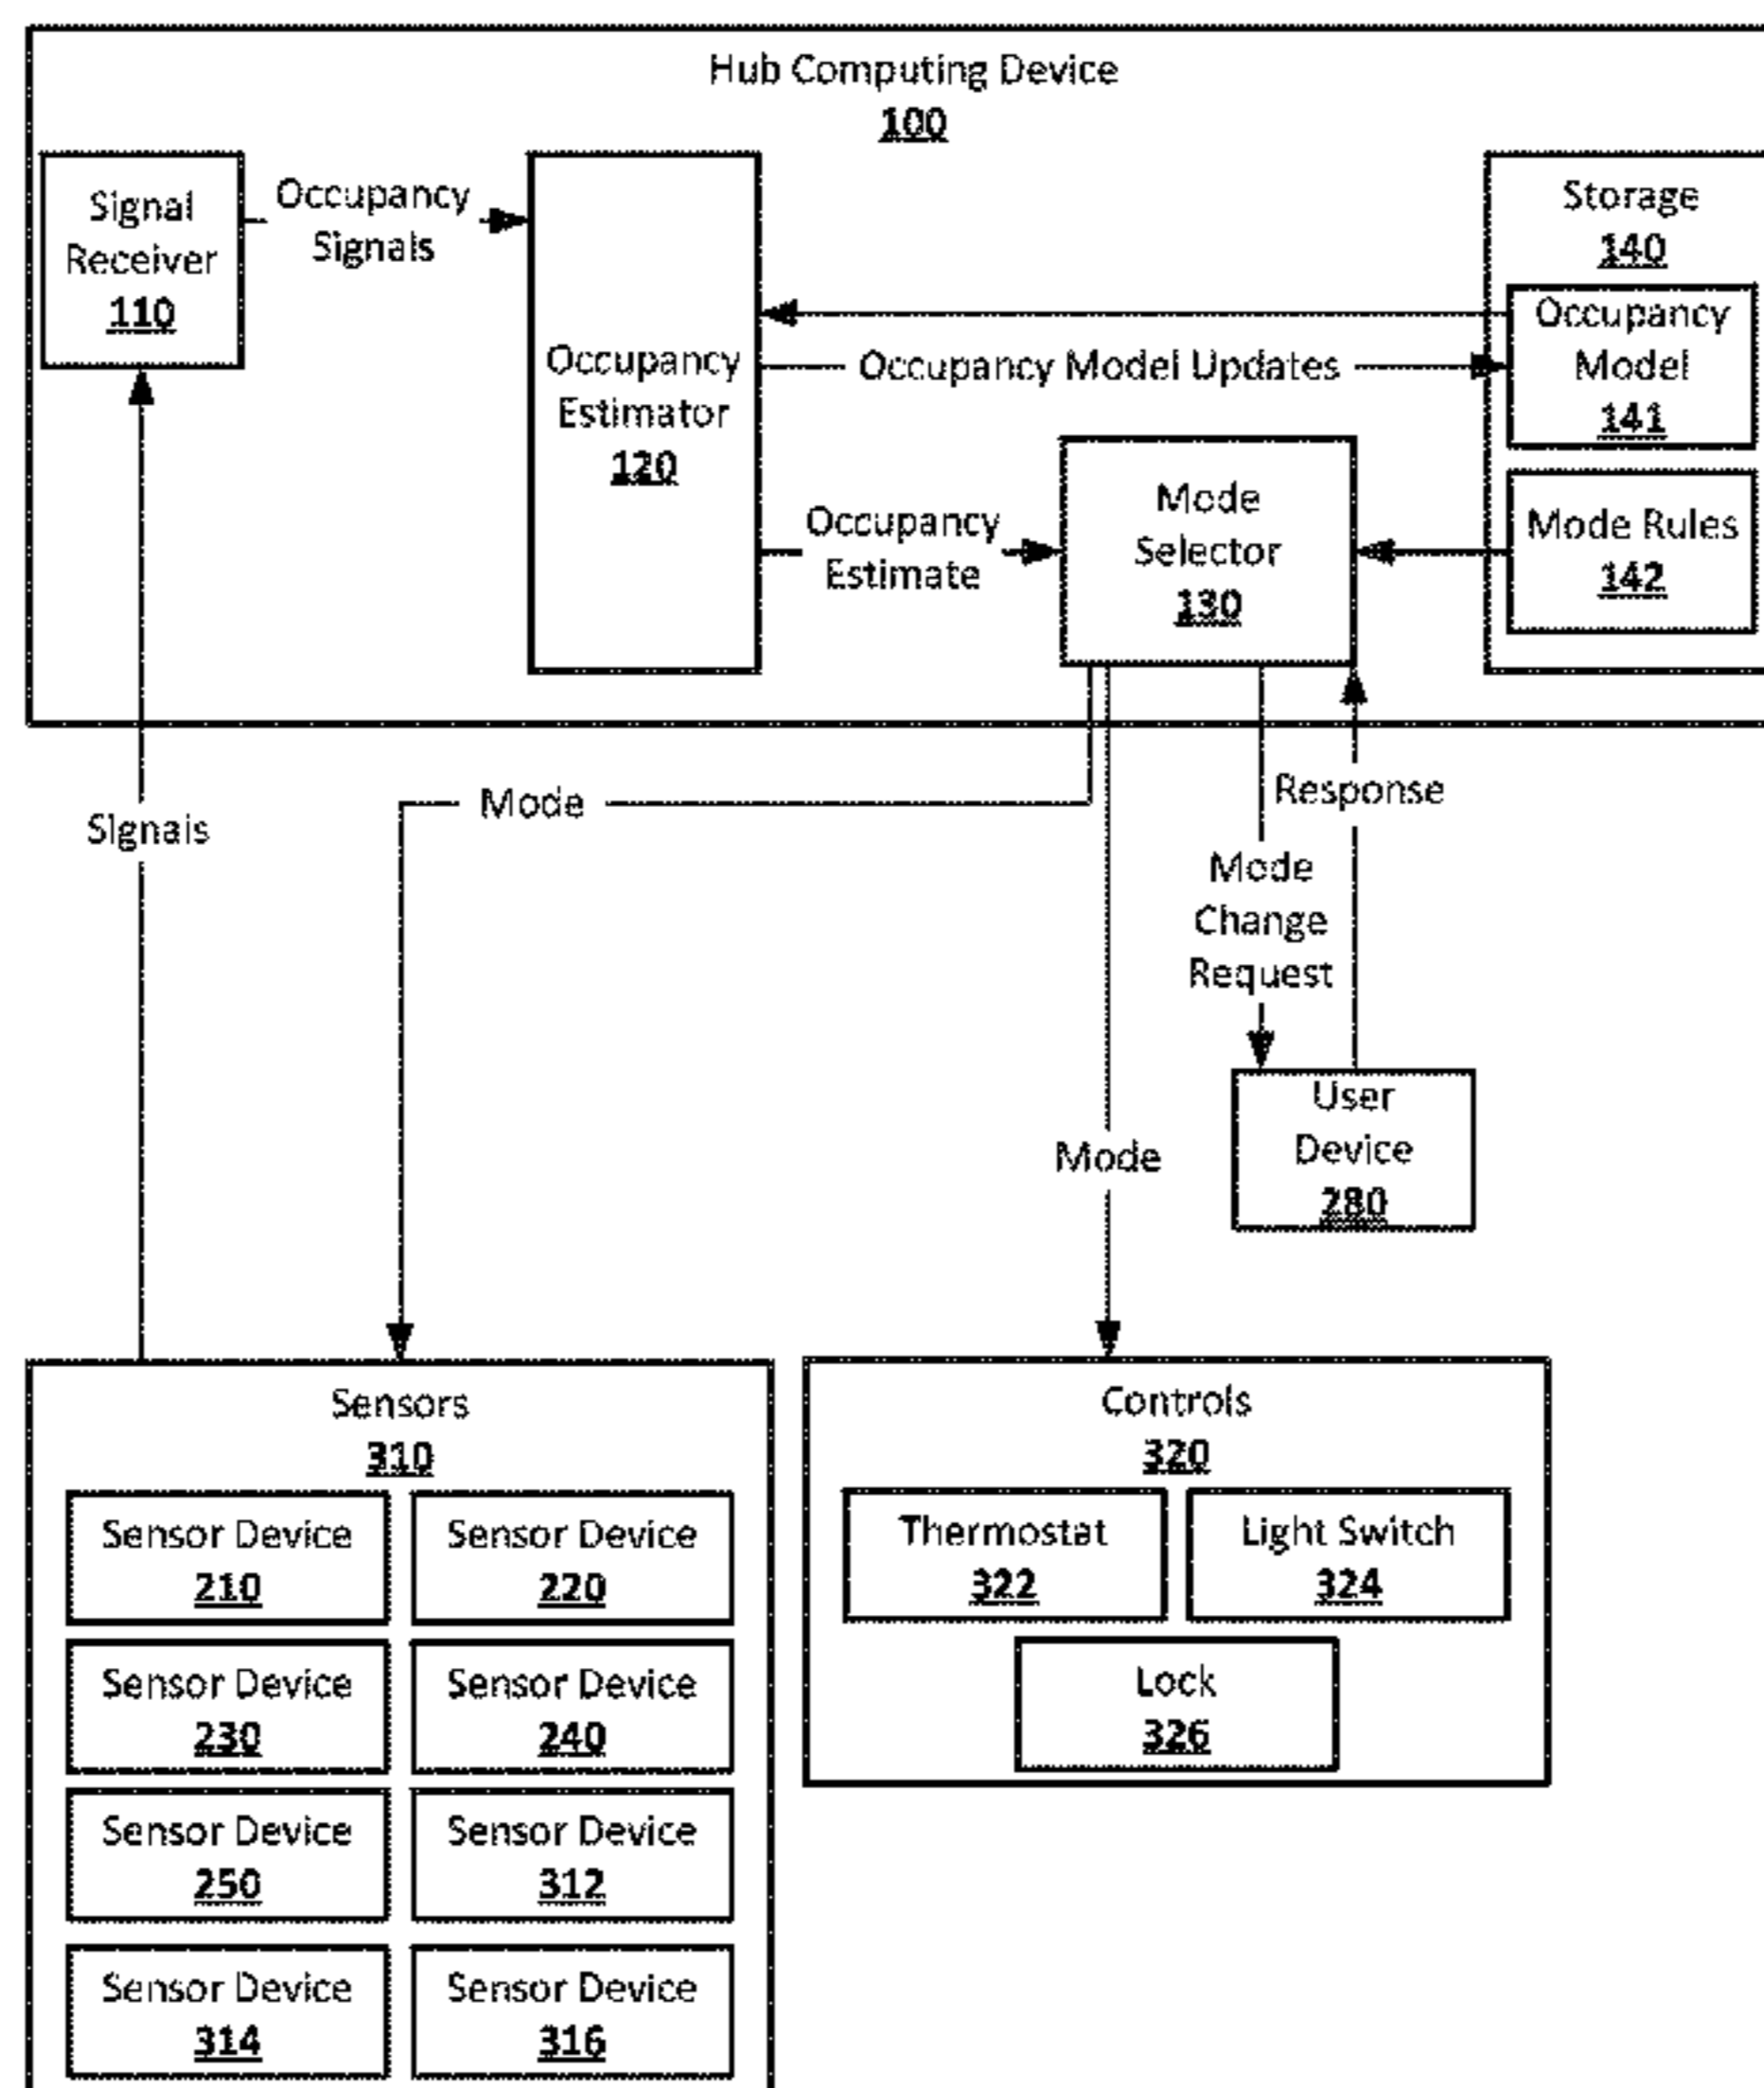 Hub Computing Device
100
Signal
Receiver
110
Occupancy
Signals
Occupancy
Estimator
120
Storage
140
Occupancy
Model
141
Occupancy Model Updates
Mode Rules
142
Occupancy
Estimate
Mode
Selector
130
Signals
Mode
Response
Mode
Change
Request
Mode
User
Device
280
Sensors
310
Sensor Device
210
Sensor Device
220
Sensor Device
230
Sensor Device
240
Sensor Device
250
Sensor Device
312
Sensor Device
314
Sensor Device
316
Controls
320
Thermostat
322
Light Switch
324
Lock
326